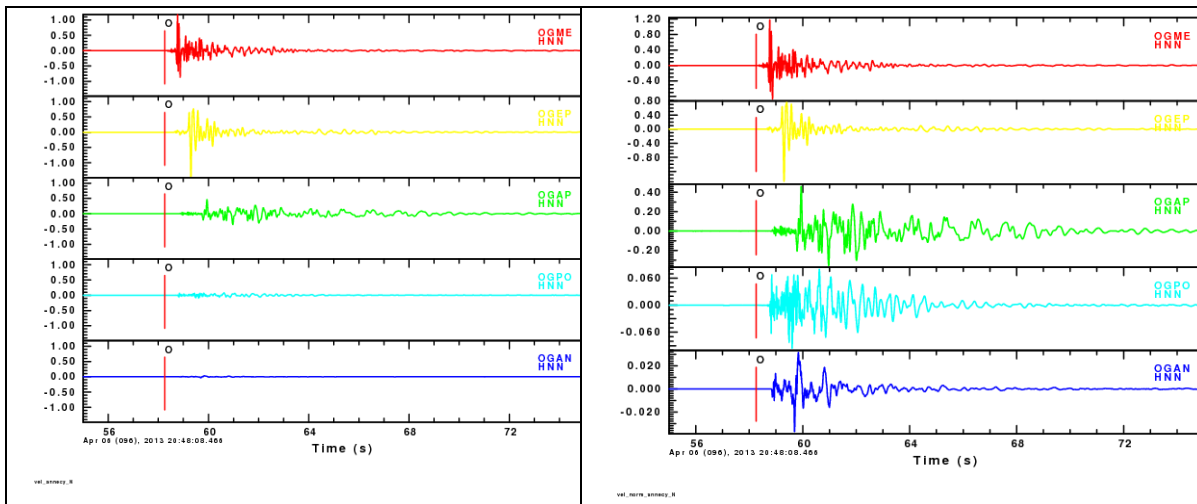 1.00
O
OGME
HNN
0.50
0.00
-0.50
-1.00
1.00
O
OGEP
HNN
0.50
0.00
-0.50
-1.00
1.00
O
OGAP
HNN
0.50
0.00
-0.50
-1.00
1.00
O
OGPO
HNN
0.50
0.00
-0.50
-1.00
1.00
O
OGAN
HNN
0.50
0.00
-0.50
-1.00
56 60 64 68 72
Apr 06 (096), 2013 20:48:08.466
Time (s)
vel_annecy_N
1.20
O
OGME
HNN
0.80
0.40
0.00
-0.40
0.80
O
OGEP
HNN
0.40
0.00
-0.40
-0.80
0.40
O
OGAP
HNN
0.20
0.00
-0.20
0.060
O
OGPO
HNN
0.000
-0.060
O
OGAN
HNN
0.020
0.000
-0.020
56 60 64 68 72
Apr 06 (096), 2013 20:48:08.466
Time (s)
vel_norm_annecy_N